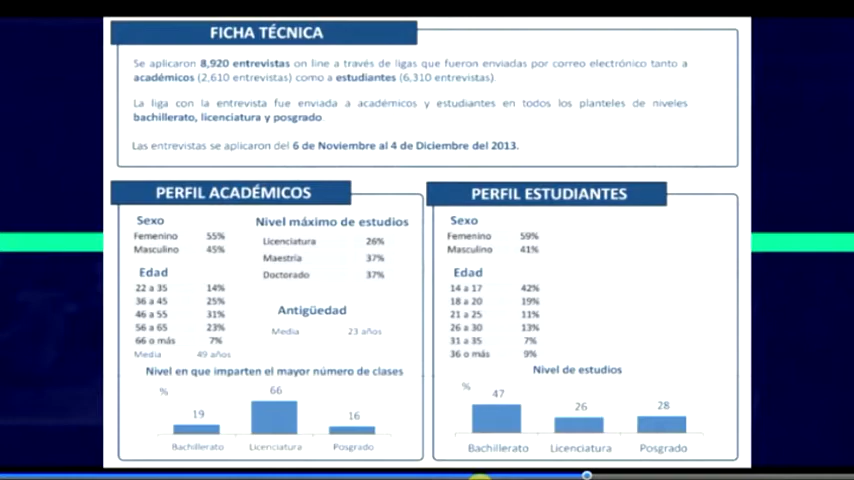 FICHA TÉCNICA
Se aplicaron 8,920 entrevistas on line a través de ligas que fueron enviadas por correo electrónico tanto a
académicos (2,610 entrevistas) como a estudiantes (6,310 entrevistas).
La liga con la entrevista fue enviada a académicos y estudiantes en todos los planteles de niveles
bachillerato, licenciatura y posgrado.
Las entrevistas se aplicaron del 6 de Noviembre al 4 de Diciembre del 2013.
PERFIL ACADÉMICOS
Sexo
Femenino 55%
Masculino 45%
Edad
22 a 35 14%
36 a 45 25%
46 a 55 31%
56 a 65 23%
66 o más 7%
Media 49 años
Nivel máximo de estudios
Licenciatura 26%
Maestría 37%
Doctorado 37%
Antigüedad
Media 23 años
Nivel en que imparten el mayor número de clases
%
19 66 16
Bachillerato Licenciatura Posgrado
PERFIL ESTUDIANTES
Sexo
Femenino 59%
Masculino 41%
Edad
14 a 17 42%
18 a 20 19%
21 a 25 11%
26 a 30 13%
31 a 35 7%
36 o más 9%
Nivel de estudios
%
47 26 28
Bachillerato Licenciatura Posgrado